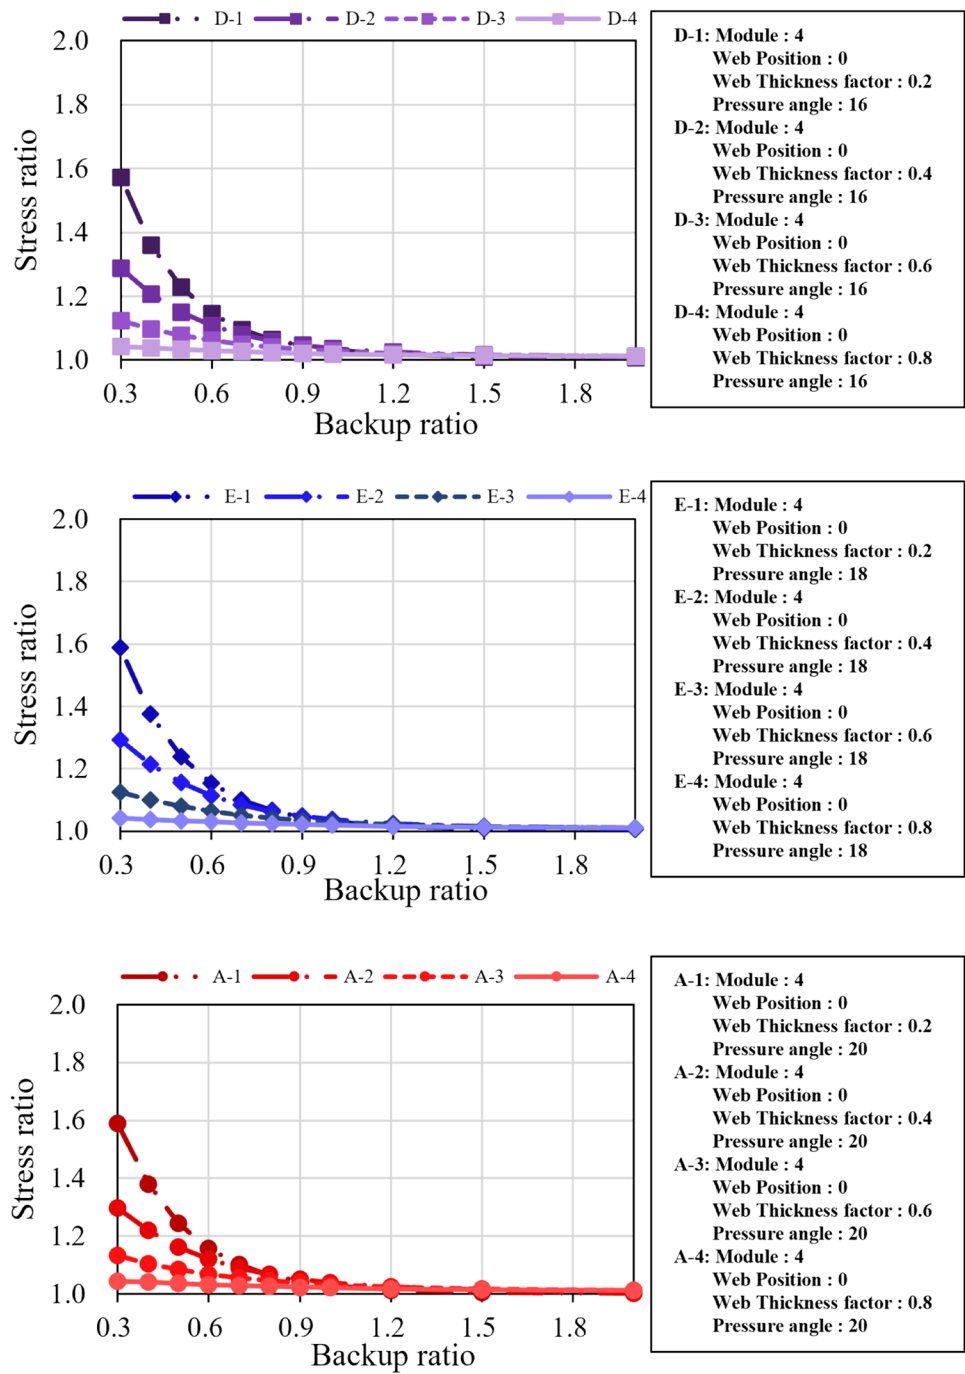 D-1 D-2 D-3 D-4
2.0
1.8
1.6
1.4
1.2
1.0
Stress ratio
0.3 0.6 0.9 1.2 1.5 1.8
Backup ratio
D-1: Module : 4
Web Position : 0
Web Thickness factor : 0.2
Pressure angle : 16
D-2: Module : 4
Web Position : 0
Web Thickness factor : 0.4
Pressure angle : 16
D-3: Module : 4
Web Position : 0
Web Thickness factor : 0.6
Pressure angle : 16
D-4: Module : 4
Web Position : 0
Web Thickness factor : 0.8
Pressure angle : 16
E-1 E-2 E-3 E-4
2.0
1.8
1.6
1.4
1.2
1.0
Stress ratio
0.3 0.6 0.9 1.2 1.5 1.8
Backup ratio
E-1: Module : 4
Web Position : 0
Web Thickness factor : 0.2
Pressure angle : 18
E-2: Module : 4
Web Position : 0
Web Thickness factor : 0.4
Pressure angle : 18
E-3: Module : 4
Web Position : 0
Web Thickness factor : 0.6
Pressure angle : 18
E-4: Module : 4
Web Position : 0
Web Thickness factor : 0.8
Pressure angle : 18
A-1 A-2 A-3 A-4
2.0
1.8
1.6
1.4
1.2
1.0
Stress ratio
0.3 0.6 0.9 1.2 1.5 1.8
Backup ratio
A-1: Module : 4
Web Position : 0
Web Thickness factor : 0.2
Pressure angle : 20
A-2: Module : 4
Web Position : 0
Web Thickness factor : 0.4
Pressure angle : 20
A-3: Module : 4
Web Position : 0
Web Thickness factor : 0.6
Pressure angle : 20
A-4: Module : 4
Web Position : 0
Web Thickness factor : 0.8
Pressure angle : 20